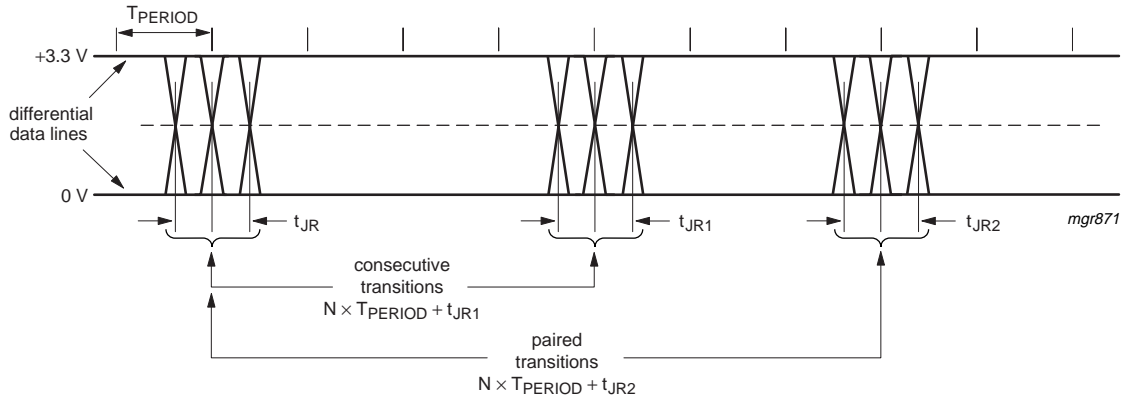 TPERIOD
+3.3 V
differential
data lines
0 V
tJR
tJR1
tJR2
mgr871
consecutive
transitions
N × TPERIOD + tJR1
paired
transitions
N × TPERIOD + tJR2